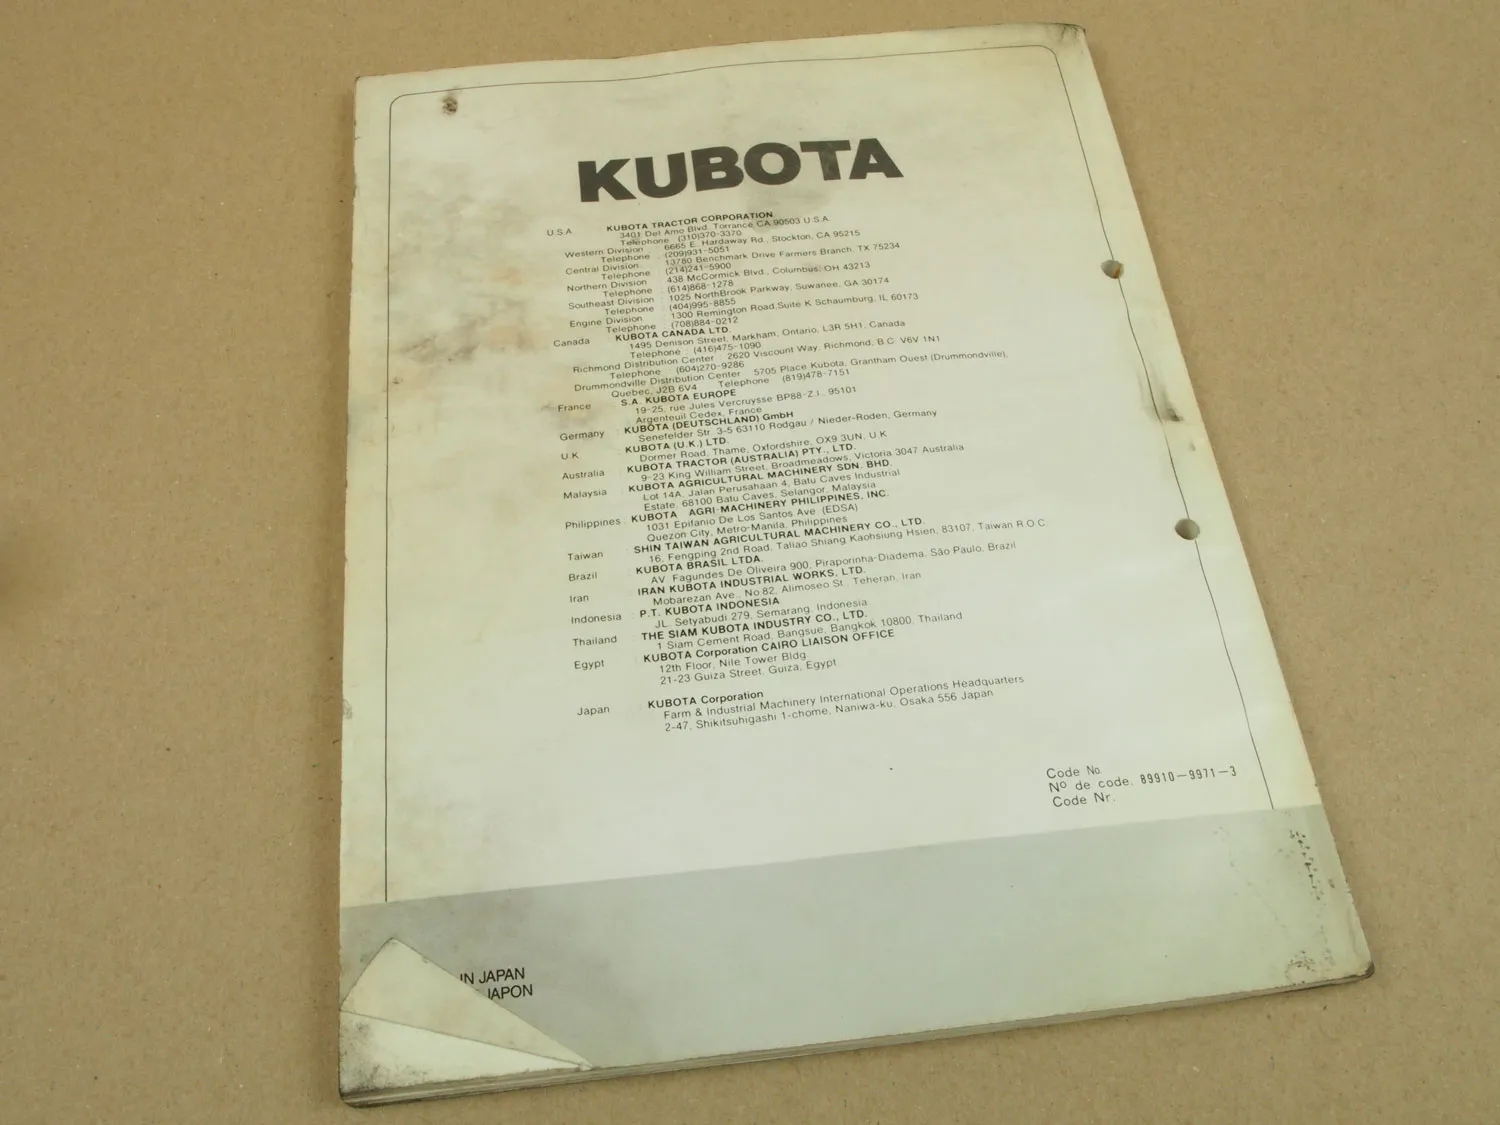 KUBOTA
U.S.A. KUBOTA TRACTOR CORPORATION
3401 Del Amo Blvd. Torrance CA 90503 U.S.A.
Telephone (310)370-3370
Western Division 6665 E. Hardaway Rd., Stockton, CA 95215
Telephone (209)931-5051
Central Division 13780 Benchmark Drive Farmers Branch, TX 75234
Telephone (214)241-5900
Northern Division 438 McCormick Blvd., Columbus, OH 43213
Telephone (614)868-1278
Southeast Division 1025 NorthBrook Parkway, Suwanee, GA 30174
Telephone (404)995-8855
Engine Division 1300 Remington Road,Suite K Schaumburg, IL 60173
Telephone (708)884-0212
Canada KUBOTA CANADA LTD.
1495 Denison Street, Markham, Ontario, L3R 5H1, Canada
Telephone : (416)475-1090
Richmond Distribution Center 2620 Viscount Way, Richmond, B.C. V6V 1N1
Telephone (604)270-9286
Drummondville Distribution Center 5705 Place Kubota, Grantham Ouest (Drummondville),
Quebec, J2B 6V4 Telephone (819)478-7151
France : S.A. KUBOTA EUROPE
19-25, rue Jules Vercruysse BP88-Z.I. 95101
Argenteuil Cedex, France
Germany : KUBOTA (DEUTSCHLAND) GmbH
Senefelder Str. 3-5 63110 Rodgau / Nieder-Roden, Germany
U.K. : KUBOTA (U.K.) LTD.
Dormer Road, Thame, Oxfordshire, OX9 3UN, U.K.
Australia : KUBOTA TRACTOR (AUSTRALIA) PTY., LTD.
9-23 King William Street, Broadmeadows, Victoria 3047 Australia
Malaysia : KUBOTA AGRICULTURAL MACHINERY SDN. BHD.
Lot 14A, Jalan Perusahaan 4, Batu Caves Industrial
Estate, 68100 Batu Caves, Selangor, Malaysia
Philippines : KUBOTA AGRI-MACHINERY PHILIPPINES, INC.
1031 Epifanio De Los Santos Ave. (EDSA)
Quezon City, Metro-Manila, Philippines
Taiwan : SHIN TAIWAN AGRICULTURAL MACHINERY CO., LTD.
16, Fengping 2nd Road, Taliao Shiang Kaohsiung Hsien, 83107, Taiwan R.O.C.
Brazil : KUBOTA BRASIL LTDA.
AV. Fagundes De Oliveira 900, Piraporinha-Diadema, São Paulo, Brazil
Iran : IRAN KUBOTA INDUSTRIAL WORKS, LTD.
Mobarezan Ave., No.82, Alimoseo St., Teheran, Iran
Indonesia : P.T. KUBOTA INDONESIA
JL. Setyabudi 279, Semarang, Indonesia
Thailand : THE SIAM KUBOTA INDUSTRY CO., LTD.
1 Siam Cement Road, Bangsue, Bangkok 10800, Thailand
Egypt : KUBOTA Corporation CAIRO LIAISON OFFICE
12th Floor, Nile Tower Bldg.
21-23 Guiza Street, Guiza, Egypt
Japan : KUBOTA Corporation
Farm & Industrial Machinery International Operations Headquarters
2-47, Shikitsuhigashi 1-chome, Naniwa-ku, Osaka 556 Japan
Code No.
Nº de code. 89910-9971-3
Code Nr.
IN JAPAN
JAPON